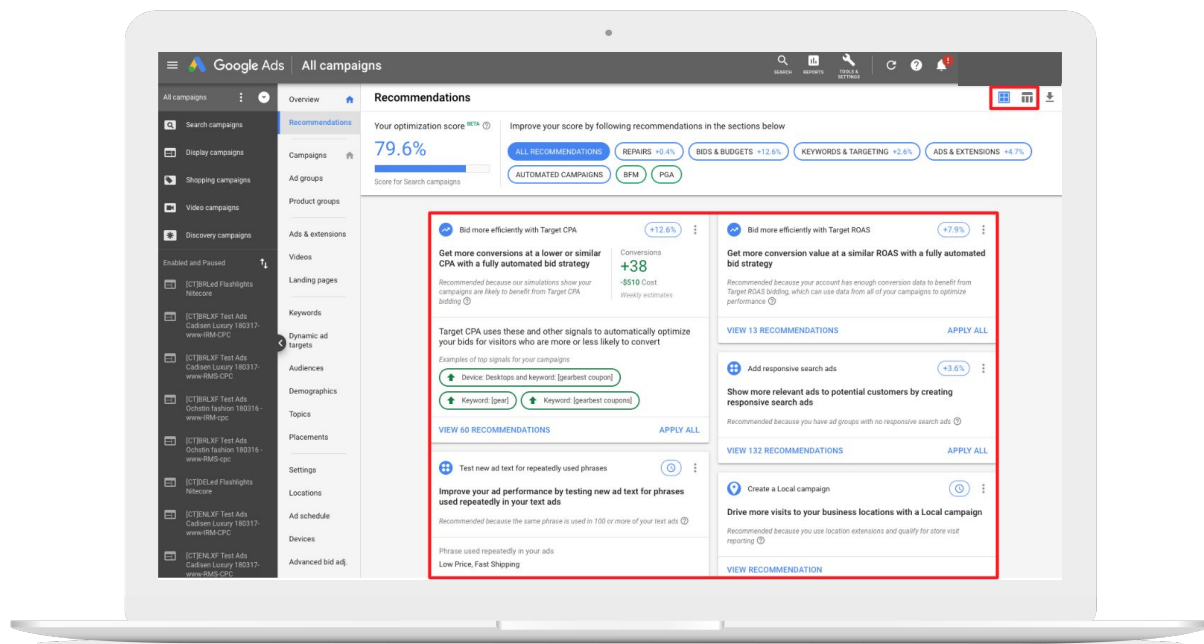 Google Ads All campaigns
SEARCH REPORTS TOOLS & SETTINGS
All campaigns
Search campaigns
Display campaigns
Shopping campaigns
Video campaigns
Discovery campaigns
Enabled and Paused
[CT]BRLed Flashlights
Nitecore
[CT]BRLXF Test Ads
Cadisen Luxury 180317-
www-IRM-CPC
[CT]BRLXF Test Ads
Cadisen Luxury 180317-
www-RMS-CPC
[CT]BRLXF Test Ads
Ochstin fashion 180316 -
www-IRM-cpc
[CT]BRLXF Test Ads
Ochstin fashion 180316 -
www-RMS-cpc
[CT]DELed Flashlights
Nitecore
[CT]ENLXF Test Ads
Cadisen Luxury 180317-
www-IRM-CPC
[CT]ENLXF Test Ads
Cadisen Luxury 180317-
www-RMS-CPC
Overview
Recommendations
Campaigns
Ad groups
Product groups
Ads & extensions
Videos
Landing pages
Keywords
Dynamic ad
targets
Audiences
Demographics
Topics
Placements
Settings
Locations
Ad schedule
Devices
Advanced bid adj.
Recommendations
Your optimization score BETA
79.6%
Score for Search campaigns
Improve your score by following recommendations in the sections below
ALL RECOMMENDATIONS REPAIRS +0.4% BIDS & BUDGETS +12.6% KEYWORDS & TARGETING +2.6% ADS & EXTENSIONS +4.7%
AUTOMATED CAMPAIGNS BFM PGA
Bid more efficiently with Target CPA +12.6%
Get more conversions at a lower or similar
CPA with a fully automated bid strategy
Recommended because our simulations show your
campaigns are likely to benefit from Target CPA
bidding
Conversions
+38
-$510 Cost
Weekly estimates
Target CPA uses these and other signals to automatically optimize
your bids for visitors who are more or less likely to convert
Examples of top signals for your campaigns
Device: Desktops and keyword: [gearbest coupon]
Keyword: [gear] Keyword: [gearbest coupons]
VIEW 60 RECOMMENDATIONS APPLY ALL
Test new ad text for repeatedly used phrases
Improve your ad performance by testing new ad text for phrases
used repeatedly in your text ads
Recommended because the same phrase is used in 100 or more of your text ads
Phrase used repeatedly in your ads
Low Price, Fast Shipping
Bid more efficiently with Target ROAS +7.9%
Get more conversion value at a similar ROAS with a fully automated
bid strategy
Recommended because your account has enough conversion data to benefit from
Target ROAS bidding, which can use data from all of your campaigns to optimize
performance
VIEW 13 RECOMMENDATIONS APPLY ALL
Add responsive search ads +3.6%
Show more relevant ads to potential customers by creating
responsive search ads
Recommended because you have ad groups with no responsive search ads
VIEW 132 RECOMMENDATIONS APPLY ALL
Create a Local campaign
Drive more visits to your business locations with a Local campaign
Recommended because you use location extensions and qualify for store visit
reporting
VIEW RECOMMENDATION